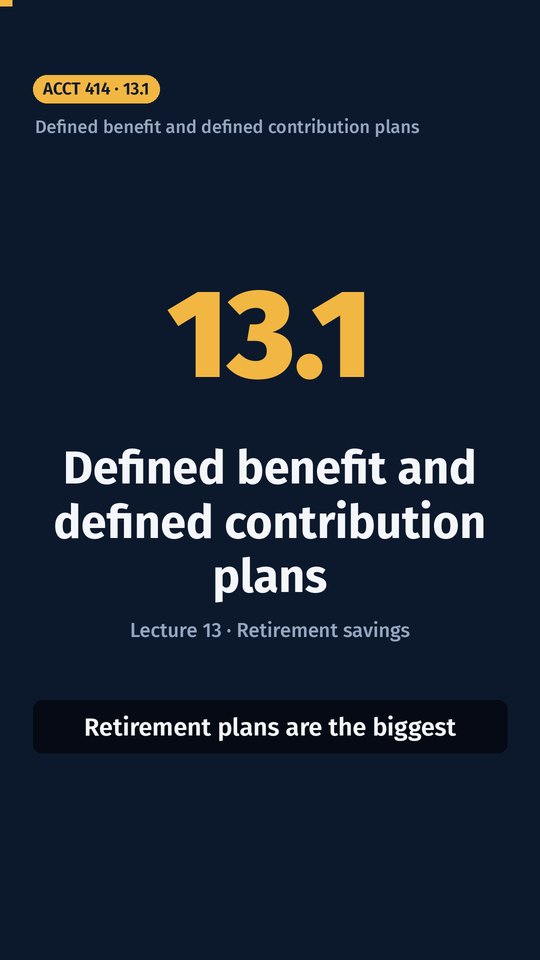 ACCT 414 · 13.1
Defined benefit and defined contribution plans
13.1
Defined benefit and
defined contribution
plans
Lecture 13 · Retirement savings
Retirement plans are the biggest